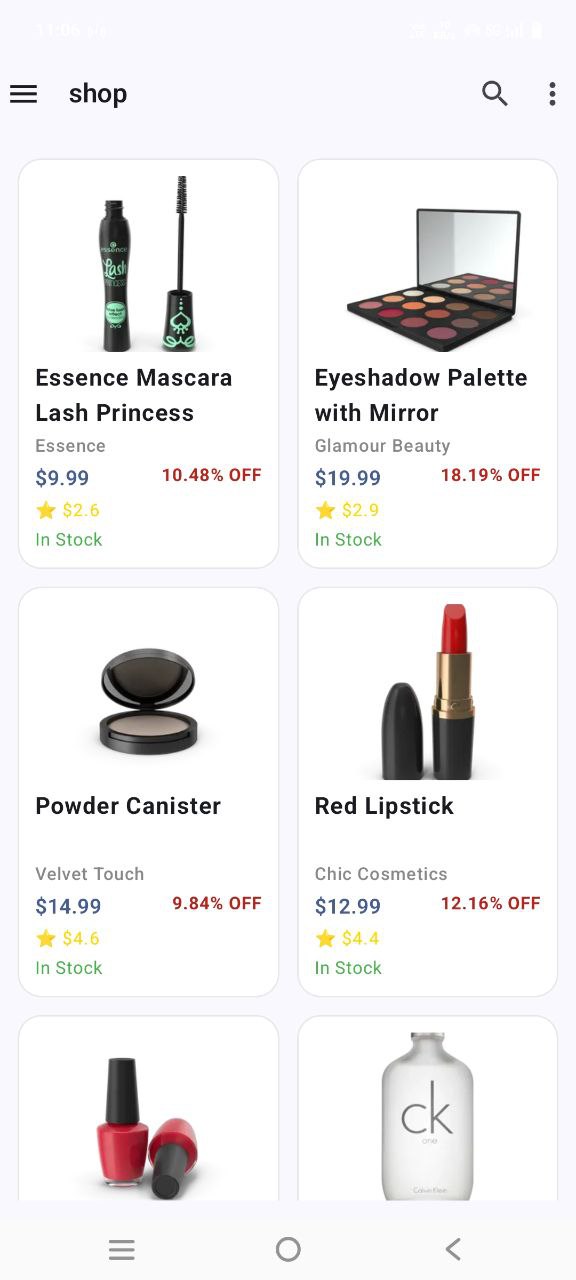 11:06
shop
essence
Lash
PRINCESS
Essence Mascara
Lash Princess
Essence
$9.99
10.48% OFF
⭐ $2.6
In Stock
Eyeshadow Palette
with Mirror
Glamour Beauty
$19.99
18.19% OFF
⭐ $2.9
In Stock
Powder Canister
Velvet Touch
$14.99
9.84% OFF
⭐ $4.6
In Stock
Red Lipstick
Chic Cosmetics
$12.99
12.16% OFF
⭐ $4.4
In Stock
ck
one
Calvin Klein